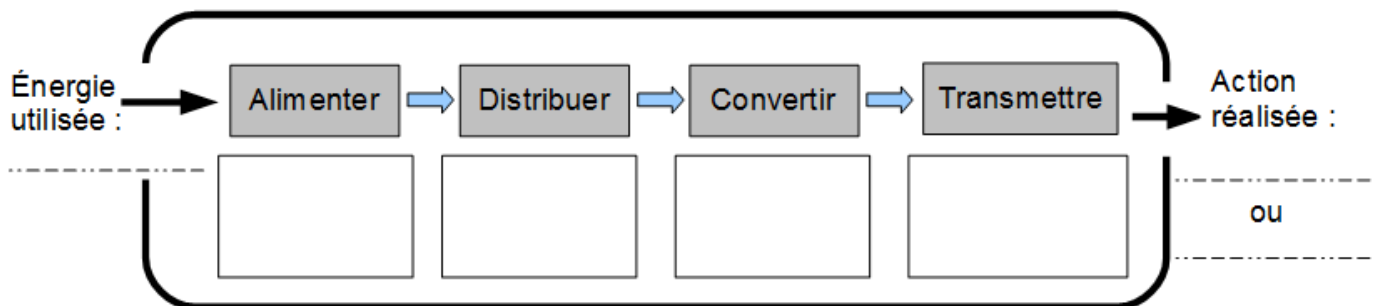 Énergie
utilisée :
Alimenter
Distribuer
Convertir
Transmettre
Action
réalisée :
ou